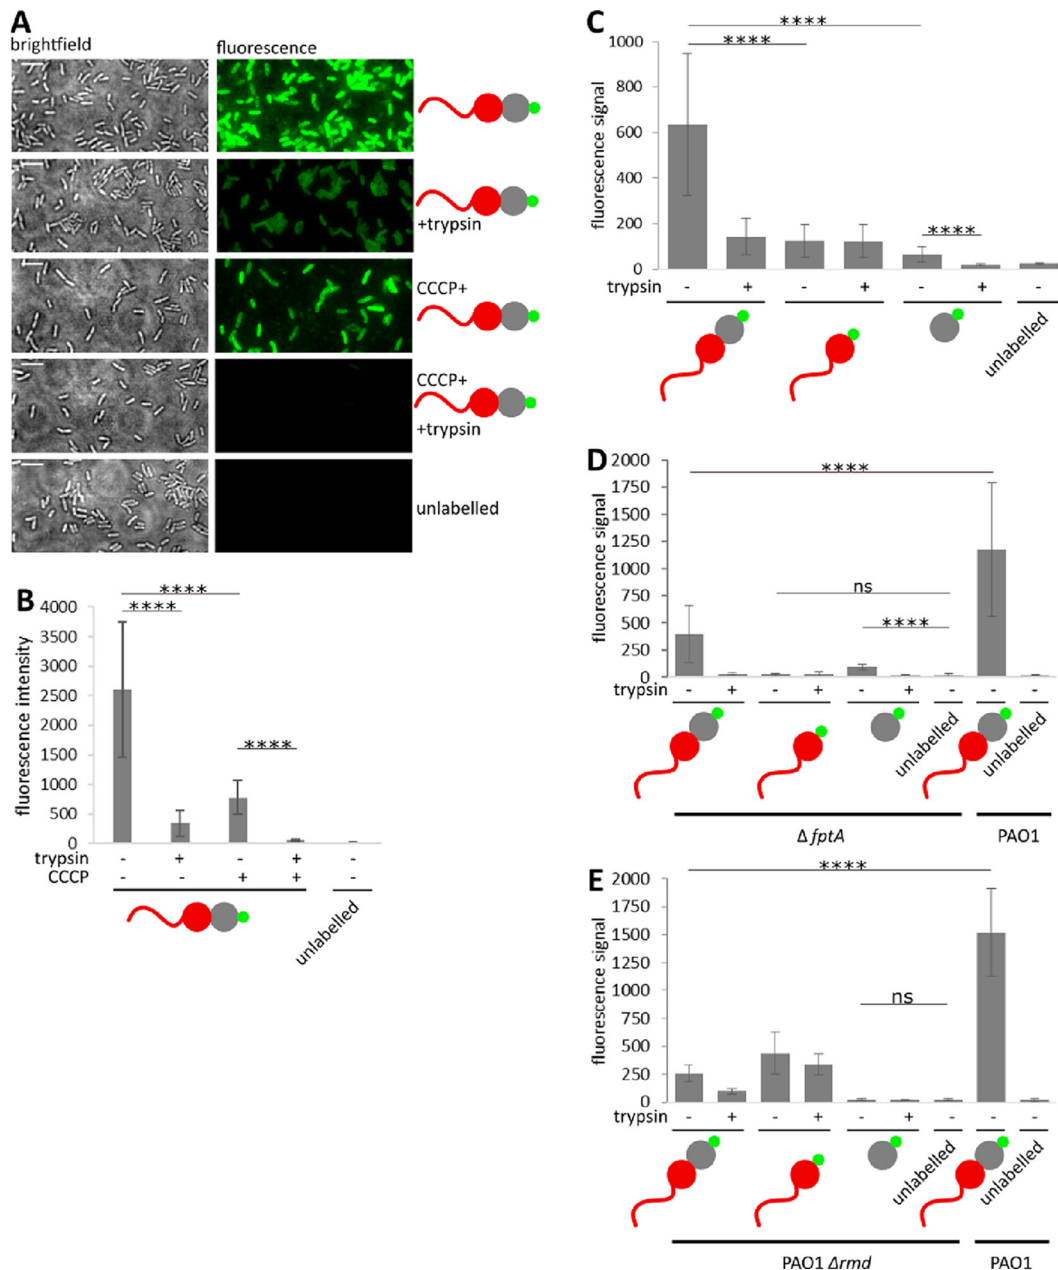 A
brightfield
fluorescence
+trypsin
CCCP+
CCCP+
+trypsin
unlabelled
B
fluorescence intensity
4000
3500
3000
2500
2000
1500
1000
500
0
****
****
****
trypsin - + - + -
CCCP - - + + -
unlabelled
C
fluorescence signal
1000
800
600
400
200
0
****
****
****
trypsin - + - + - + -
unlabelled
D
fluorescence signal
2000
1750
1500
1250
1000
750
500
250
0
****
ns
****
trypsin - + - + - + - - -
unlabelled
unlabelled
Δ fptA
PAO1
E
fluorescence signal
2000
1750
1500
1250
1000
750
500
250
0
****
ns
trypsin - + - + - + - - -
unlabelled
unlabelled
PAO1 Δrmd
PAO1